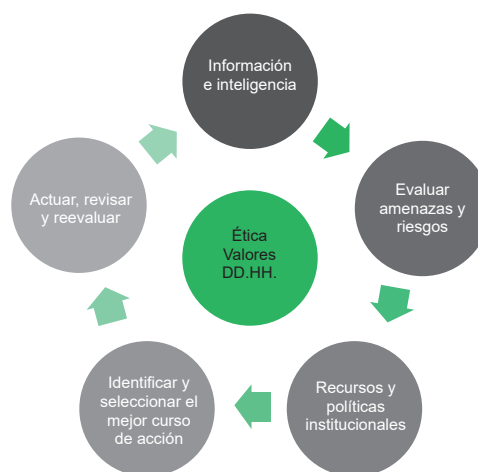 Información
e inteligencia
Evaluar
amenazas y
riesgos
Recursos y
políticas
institucionales
Identificar y
seleccionar el
mejor curso
de acción
Actuar, revisar
y reevaluar
Ética
Valores
DD.HH.